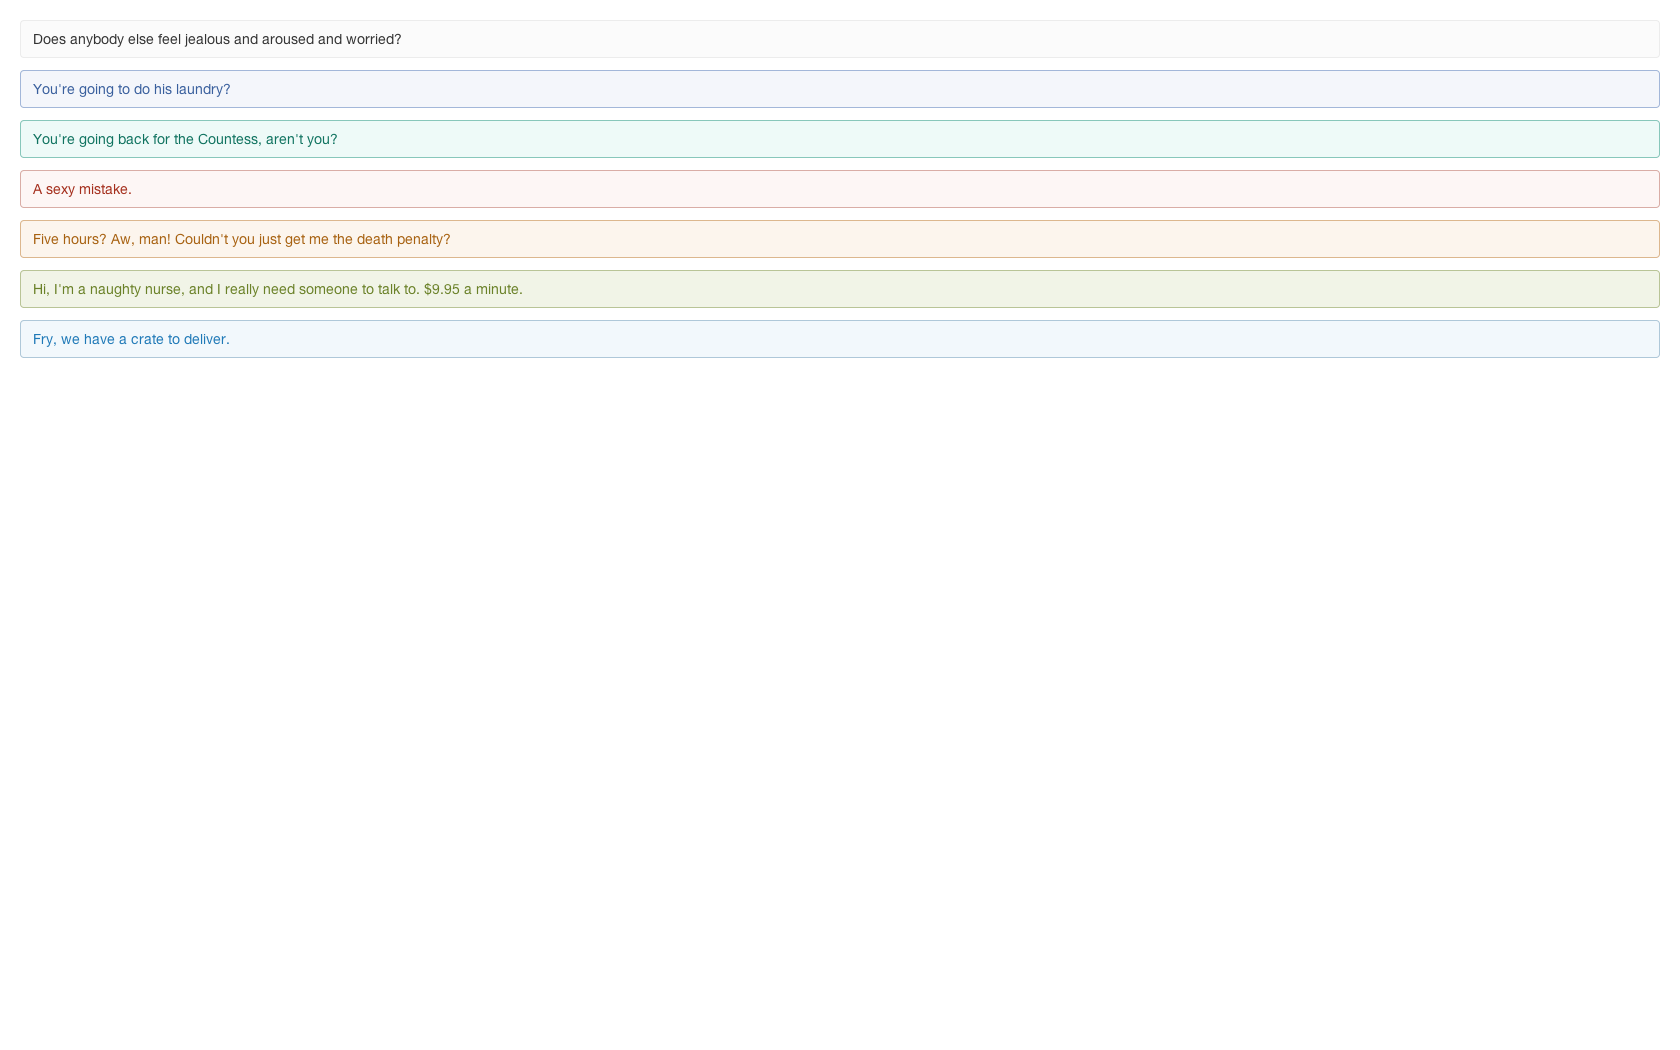 Does anybody else feel jealous and aroused and worried?
You're going to do his laundry?
You're going back for the Countess, aren't you?
A sexy mistake.
Five hours? Aw, man! Couldn't you just get me the death penalty?
Hi, I'm a naughty nurse, and I really need someone to talk to. $9.95 a minute.
Fry, we have a crate to deliver.